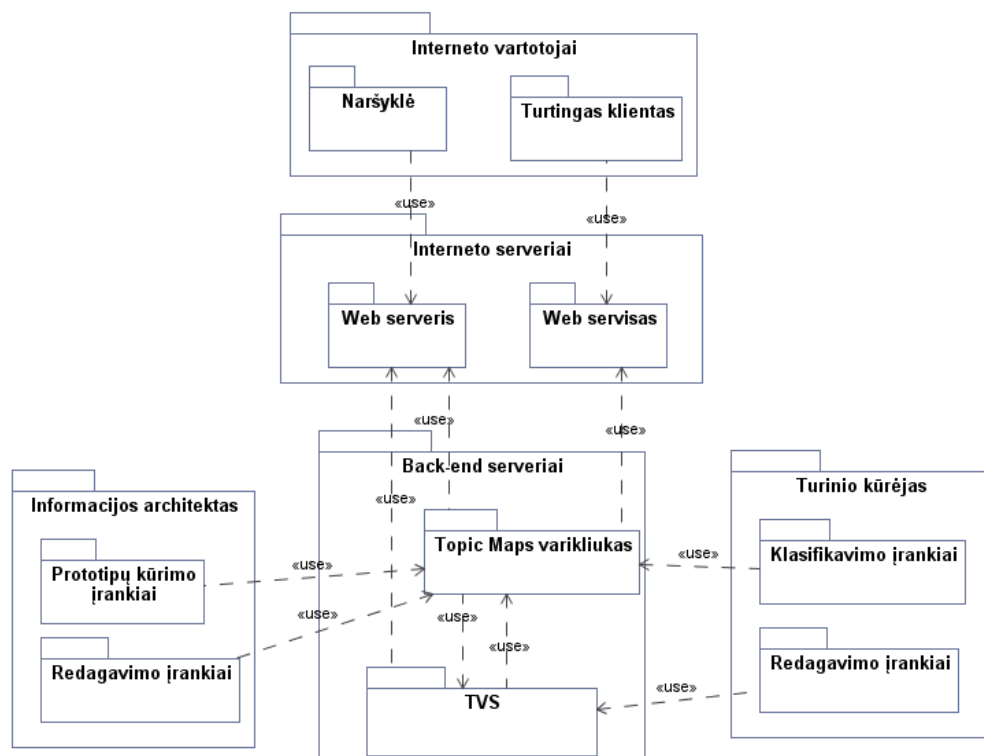 Interneto vartotojai
Naršyklė
Turtingas klientas
«use»
«use»
Interneto serveriai
Web serveris
Web servisas
«use»
«use»
Back-end serveriai
Turinio kūrėjas
Informacijos architektas
«use»
Topic Maps varikliukas
Klasifikavimo įrankiai
«use»
Prototipų kūrimo
įrankiai
«use»
«use»
«use»
«use»
Redagavimo įrankiai
Redagavimo įrankiai
«use»
TVS